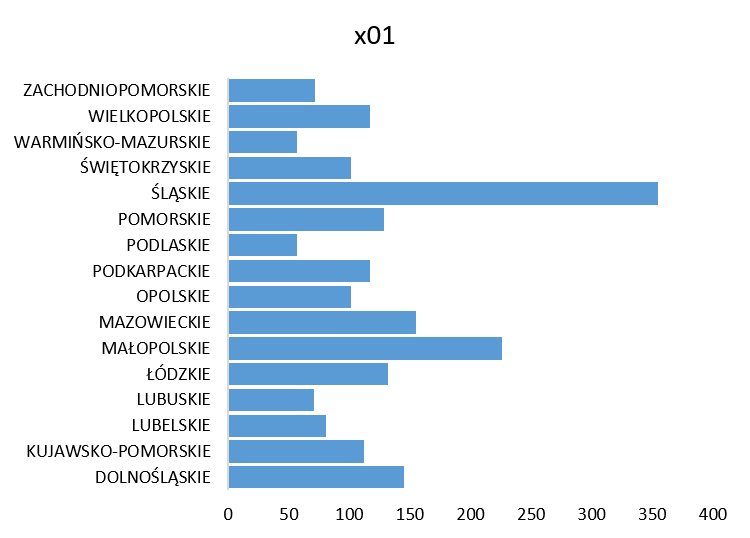 x01
ZACHODNIOPOMORSKIE
WIELKOPOLSKIE
WARMIŃSKO-MAZURSKIE
ŚWIĘTOKRZYSKIE
ŚLĄSKIE
POMORSKIE
PODLASKIE
PODKARPACKIE
OPOLSKIE
MAZOWIECKIE
MAŁOPOLSKIE
ŁÓDZKIE
LUBUSKIE
LUBELSKIE
KUJAWSKO-POMORSKIE
DOLNOŚLĄSKIE
0 50 100 150 200 250 300 350 400